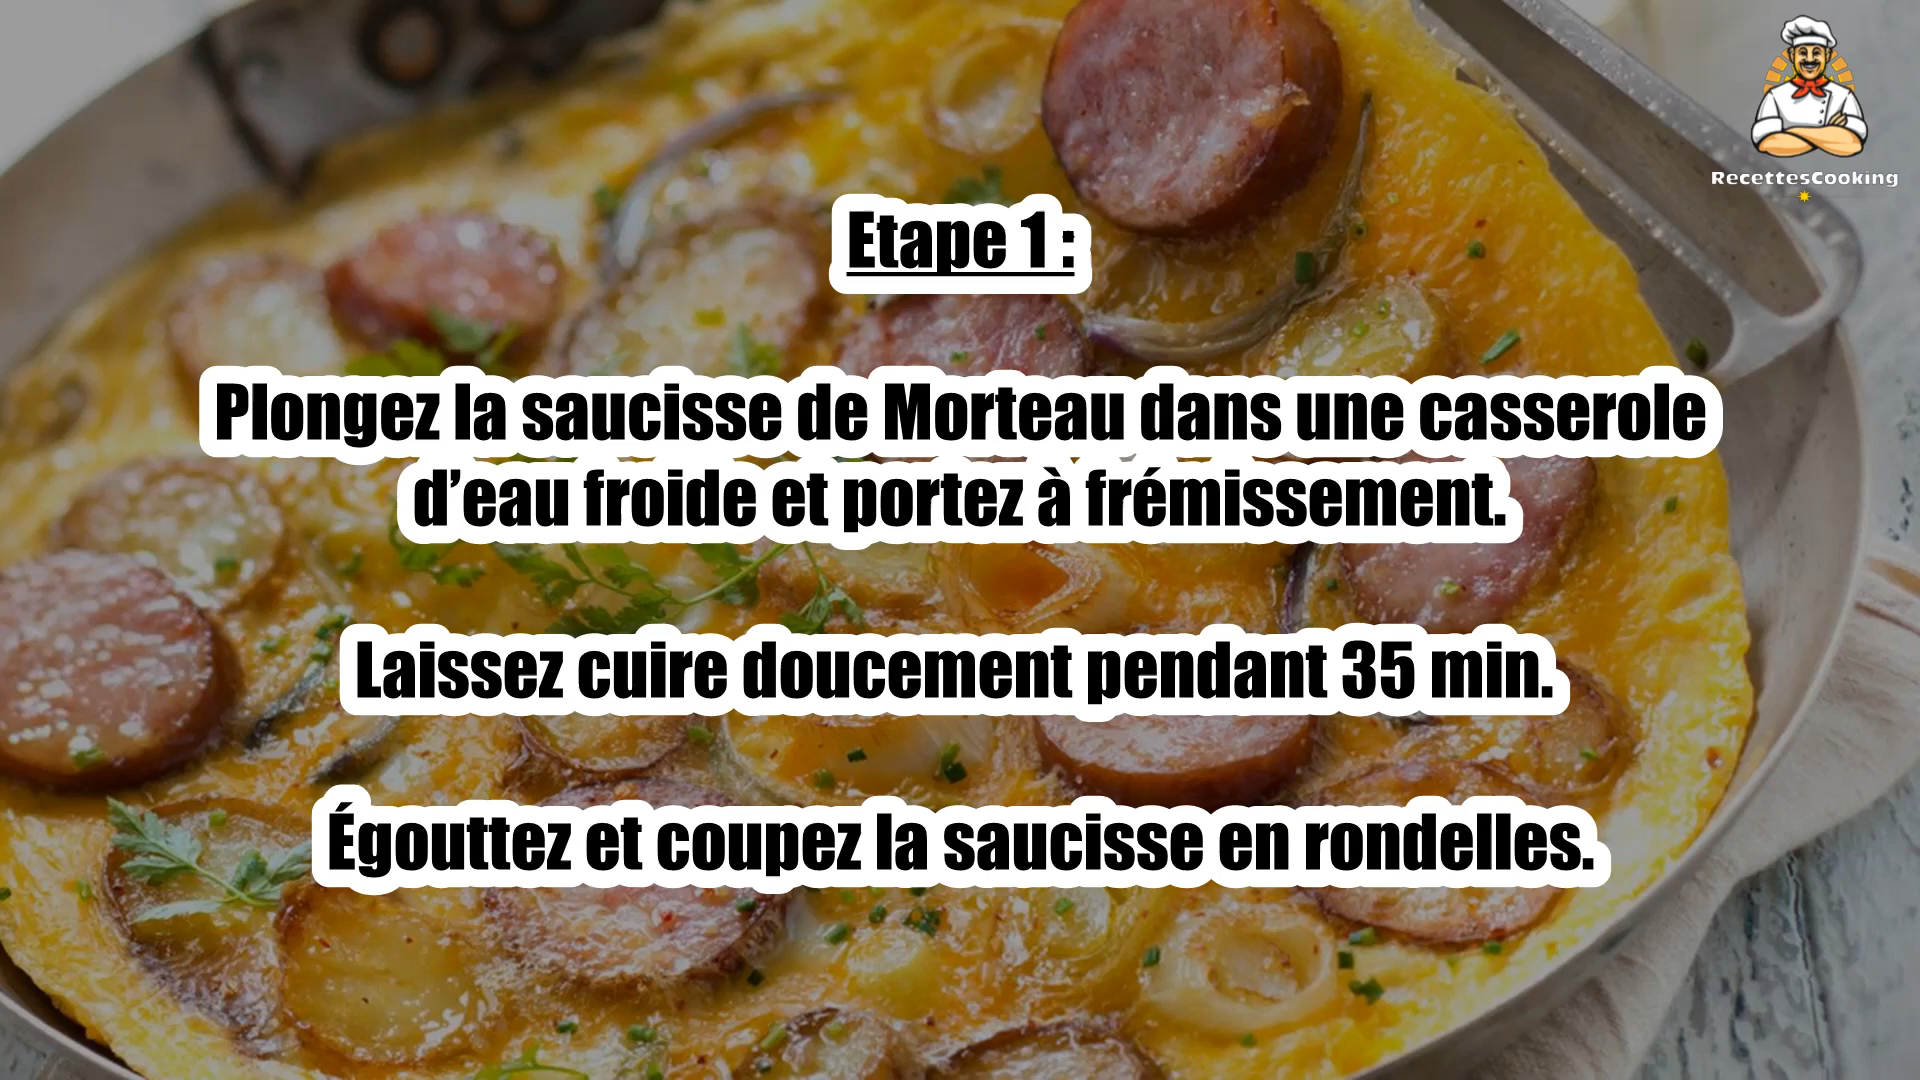 RecettesCooking
Etape 1 :
Plongez la saucisse de Morteau dans une casserole
d’eau froide et portez à frémissement.
Laissez cuire doucement pendant 35 min.
Égouttez et coupez la saucisse en rondelles.